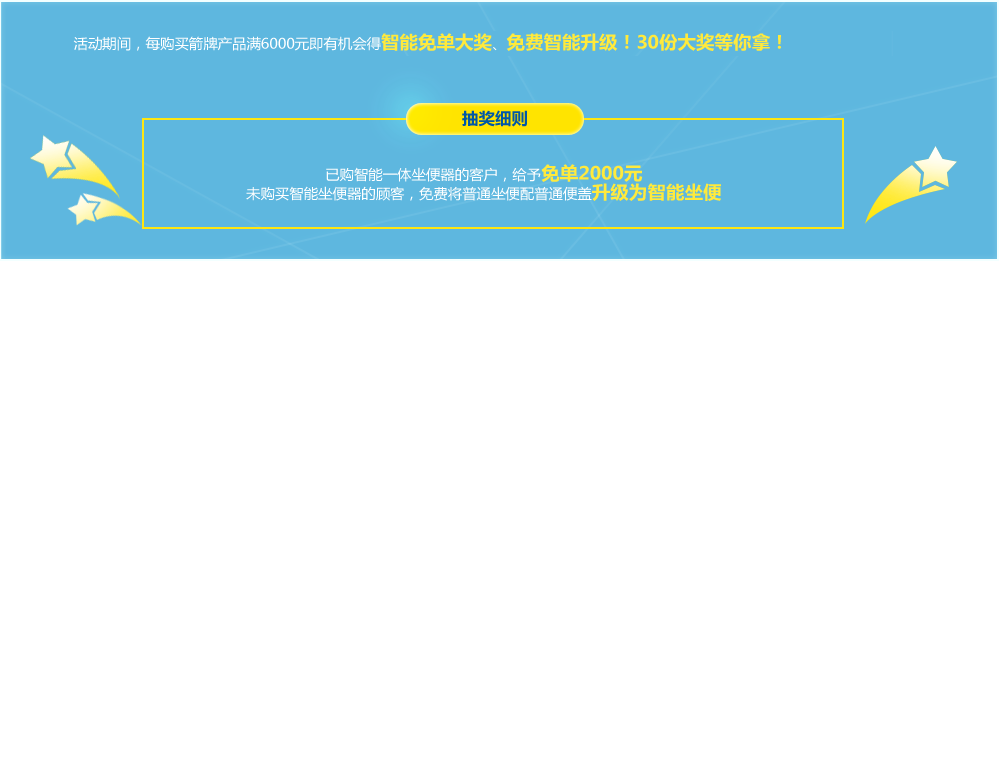 活动期间，每购买箭牌产品满6000元即有机会得智能免单大奖、免费智能升级！30份大奖等你拿！
抽奖细则
已购智能一体坐便器的客户，给予免单2000元
未购买智能坐便器的顾客，免费将普通坐便配普通便盖升级为智能坐便